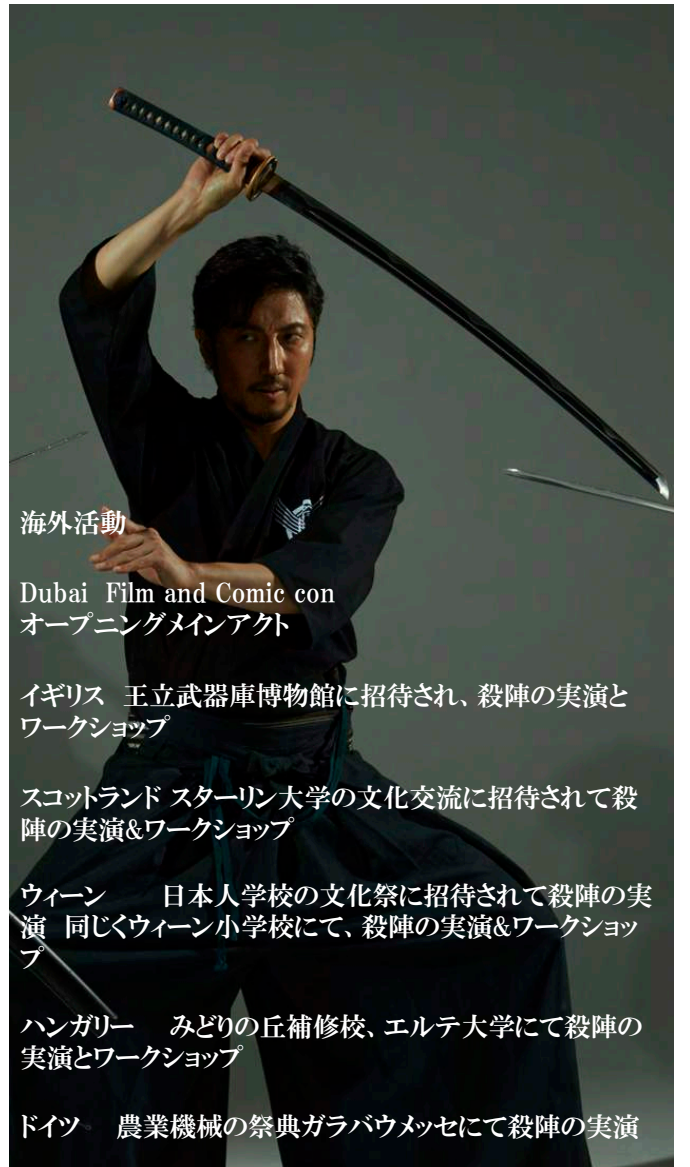 海外活動
Dubai Film and Comic con
オープニングメインアクト
イギリス 王立武器庫博物館に招待され、殺陣の実演と
ワークショップ
スコットランド スターリン大学の文化交流に招待されて殺
陣の実演&ワークショップ
ウィーン 日本人学校の文化祭に招待されて殺陣の実
演 同じくウィーン小学校にて、殺陣の実演&ワークショッ
プ
ハンガリー みどりの丘補修校、エルテ大学にて殺陣の
実演とワークショップ
ドイツ 農業機械の祭典ガラバウメッセにて殺陣の実演